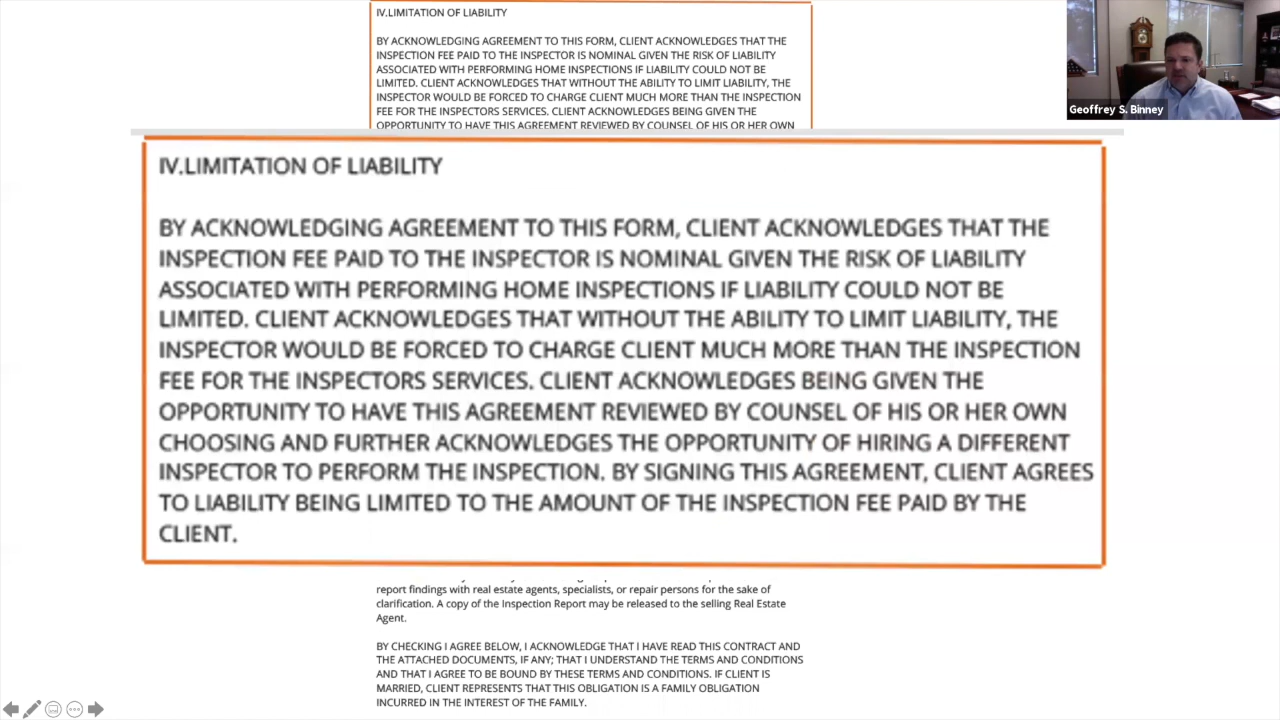 IV.LIMITATION OF LIABILITY
BY ACKNOWLEDGING AGREEMENT TO THIS FORM, CLIENT ACKNOWLEDGES THAT THE
INSPECTION FEE PAID TO THE INSPECTOR IS NOMINAL GIVEN THE RISK OF LIABILITY
ASSOCIATED WITH PERFORMING HOME INSPECTIONS IF LIABILITY COULD NOT BE
LIMITED. CLIENT ACKNOWLEDGES THAT WITHOUT THE ABILITY TO LIMIT LIABILITY, THE
INSPECTOR WOULD BE FORCED TO CHARGE CLIENT MUCH MORE THAN THE INSPECTION
FEE FOR THE INSPECTORS SERVICES. CLIENT ACKNOWLEDGES BEING GIVEN THE
OPPORTUNITY TO HAVE THIS AGREEMENT REVIEWED BY COUNSEL OF HIS OR HER OWN
Geoffrey S. Binney
IV.LIMITATION OF LIABILITY
BY ACKNOWLEDGING AGREEMENT TO THIS FORM, CLIENT ACKNOWLEDGES THAT THE
INSPECTION FEE PAID TO THE INSPECTOR IS NOMINAL GIVEN THE RISK OF LIABILITY
ASSOCIATED WITH PERFORMING HOME INSPECTIONS IF LIABILITY COULD NOT BE
LIMITED. CLIENT ACKNOWLEDGES THAT WITHOUT THE ABILITY TO LIMIT LIABILITY, THE
INSPECTOR WOULD BE FORCED TO CHARGE CLIENT MUCH MORE THAN THE INSPECTION
FEE FOR THE INSPECTORS SERVICES. CLIENT ACKNOWLEDGES BEING GIVEN THE
OPPORTUNITY TO HAVE THIS AGREEMENT REVIEWED BY COUNSEL OF HIS OR HER OWN
CHOOSING AND FURTHER ACKNOWLEDGES THE OPPORTUNITY OF HIRING A DIFFERENT
INSPECTOR TO PERFORM THE INSPECTION. BY SIGNING THIS AGREEMENT, CLIENT AGREES
TO LIABILITY BEING LIMITED TO THE AMOUNT OF THE INSPECTION FEE PAID BY THE
CLIENT.
report findings with real estate agents, specialists, or repair persons for the sake of
clarification. A copy of the Inspection Report may be released to the selling Real Estate
Agent.
BY CHECKING I AGREE BELOW, I ACKNOWLEDGE THAT I HAVE READ THIS CONTRACT AND
THE ATTACHED DOCUMENTS, IF ANY; THAT I UNDERSTAND THE TERMS AND CONDITIONS
AND THAT I AGREE TO BE BOUND BY THESE TERMS AND CONDITIONS. IF CLIENT IS
MARRIED, CLIENT REPRESENTS THAT THIS OBLIGATION IS A FAMILY OBLIGATION
INCURRED IN THE INTEREST OF THE FAMILY.